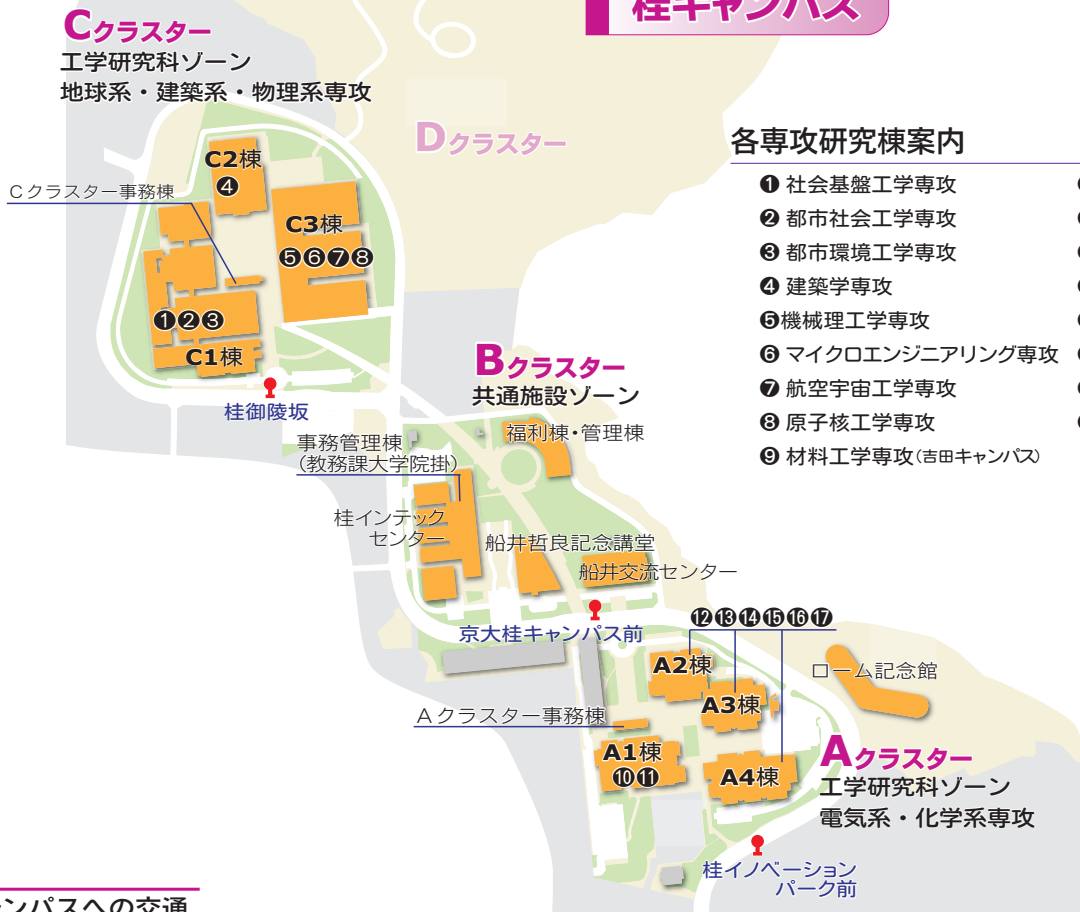 桂キャンパス
Cクラスター
工学研究科ゾーン
地球系・建築系・物理系専攻
Dクラスター
C2棟
❹
Cクラスター事務棟
C3棟
❺❻❼❽
❶❷❸
C1棟
桂御陵坂
各専攻研究棟案内
❶ 社会基盤工学専攻
❷ 都市社会工学専攻
❸ 都市環境工学専攻
❹ 建築学専攻
❺機械理工学専攻
❻ マイクロエンジニアリング専攻
❼ 航空宇宙工学専攻
❽ 原子核工学専攻
❾ 材料工学専攻(吉田キャンパス)
Bクラスター
共通施設ゾーン
福利棟・管理棟
事務管理棟
(教務課大学院掛)
桂インテック
センター
船井哲良記念講堂
船井交流センター
京大桂キャンパス前
⓬⓭⓮⓯⓰⓱
A2棟
A3棟
ローム記念館
Aクラスター事務棟
A1棟
❿⓫
A4棟
Aクラスター
工学研究科ゾーン
電気系・化学系専攻
桂イノベーション
パーク前
ンパスへの交通